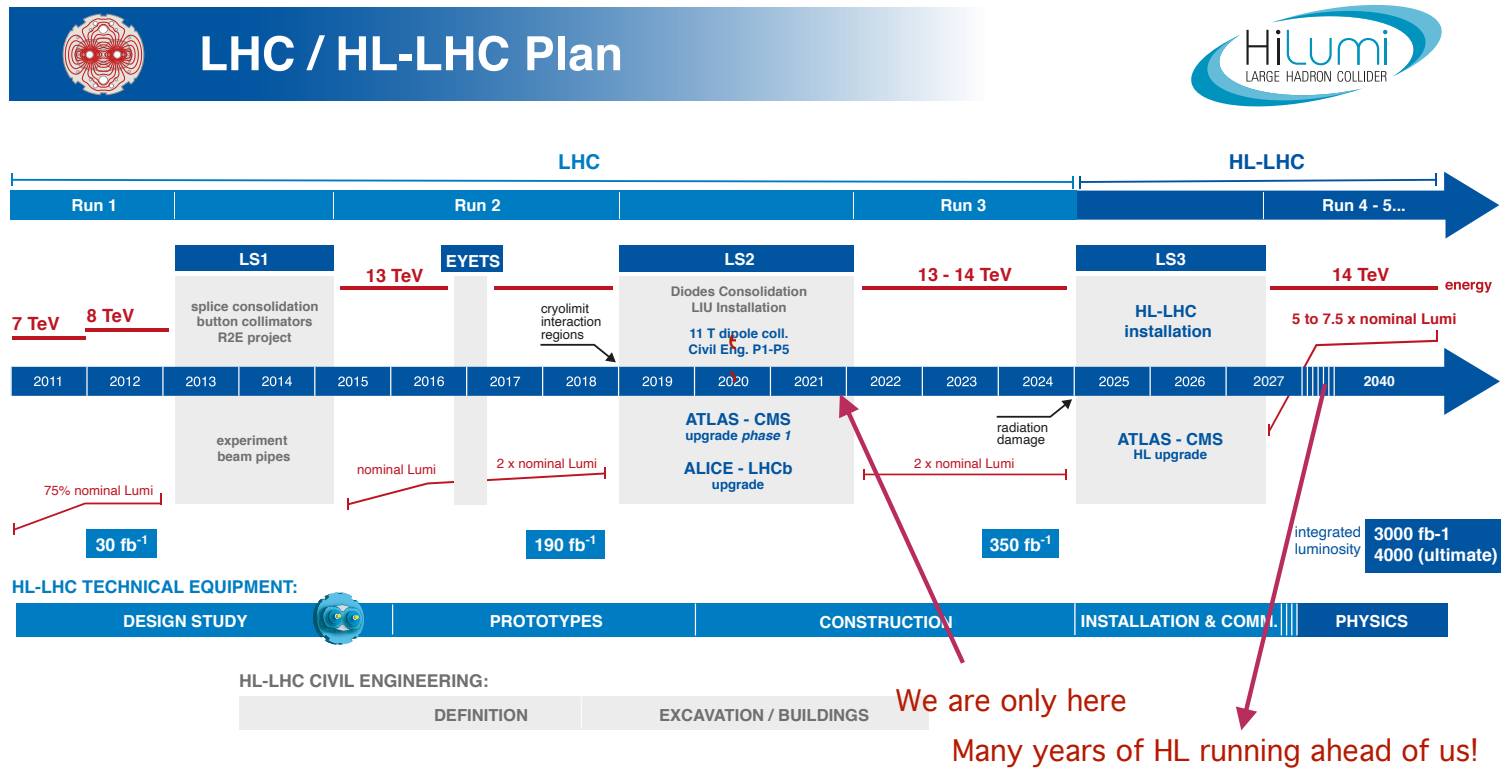 LHC / HL-LHC Plan
HiLumi
LARGE HADRON COLLIDER
LHC
HL-LHC
Run 1
Run 2
Run 3
Run 4 - 5...
LS1
EYETS
LS2
LS3
13 TeV
13 - 14 TeV
14 TeV
energy
7 TeV
8 TeV
splice consolidation
button collimators
R2E project
cryolimit
interaction
regions
Diodes Consolidation
LIU Installation
11 T dipole coll.
Civil Eng. P1-P5
HL-LHC
installation
5 to 7.5 x nominal Lumi
2011
2012
2013
2014
2015
2016
2017
2018
2019
2020
2021
2022
2023
2024
2025
2026
2027
2040
experiment
beam pipes
ATLAS - CMS
upgrade phase 1
ALICE - LHCb
upgrade
radiation
damage
ATLAS - CMS
HL upgrade
75% nominal Lumi
nominal Lumi
2 x nominal Lumi
2 x nominal Lumi
30 fb-1
190 fb-1
350 fb-1
integrated
luminosity
3000 fb-1
4000 (ultimate)
HL-LHC TECHNICAL EQUIPMENT:
DESIGN STUDY
PROTOTYPES
CONSTRUCTION
INSTALLATION & COMM.
PHYSICS
HL-LHC CIVIL ENGINEERING:
DEFINITION
EXCAVATION / BUILDINGS
We are only here
Many years of HL running ahead of us!